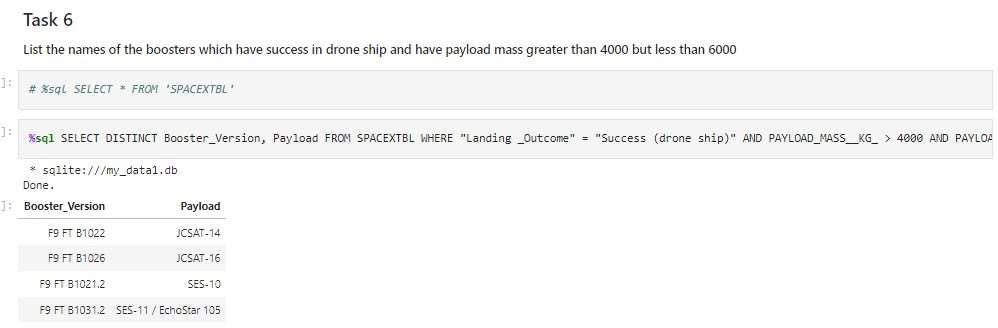 Task 6
List the names of the boosters which have success in drone ship and have payload mass greater than 4000 but less than 6000
]: # %sql SELECT * FROM 'SPACEXTBL'
]: %sql SELECT DISTINCT Booster_Version, Payload FROM SPACEXTBL WHERE "Landing _Outcome" = "Success (drone ship)" AND PAYLOAD_MASS__KG_ > 4000 AND PAYLOA
* sqlite:///my_data1.db
Done.
]: Booster_Version Payload
F9 FT B1022 JCSAT-14
F9 FT B1026 JCSAT-16
F9 FT B1021.2 SES-10
F9 FT B1031.2 SES-11 / EchoStar 105